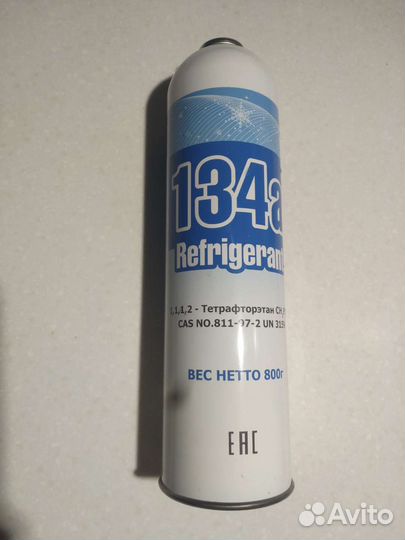 134a
Refrigerant
1,1,1,2 - Тетрафторэтан CH
CAS NO.811-97-2 UN 315
ВЕС НЕТТО 800г
EAC
Avito